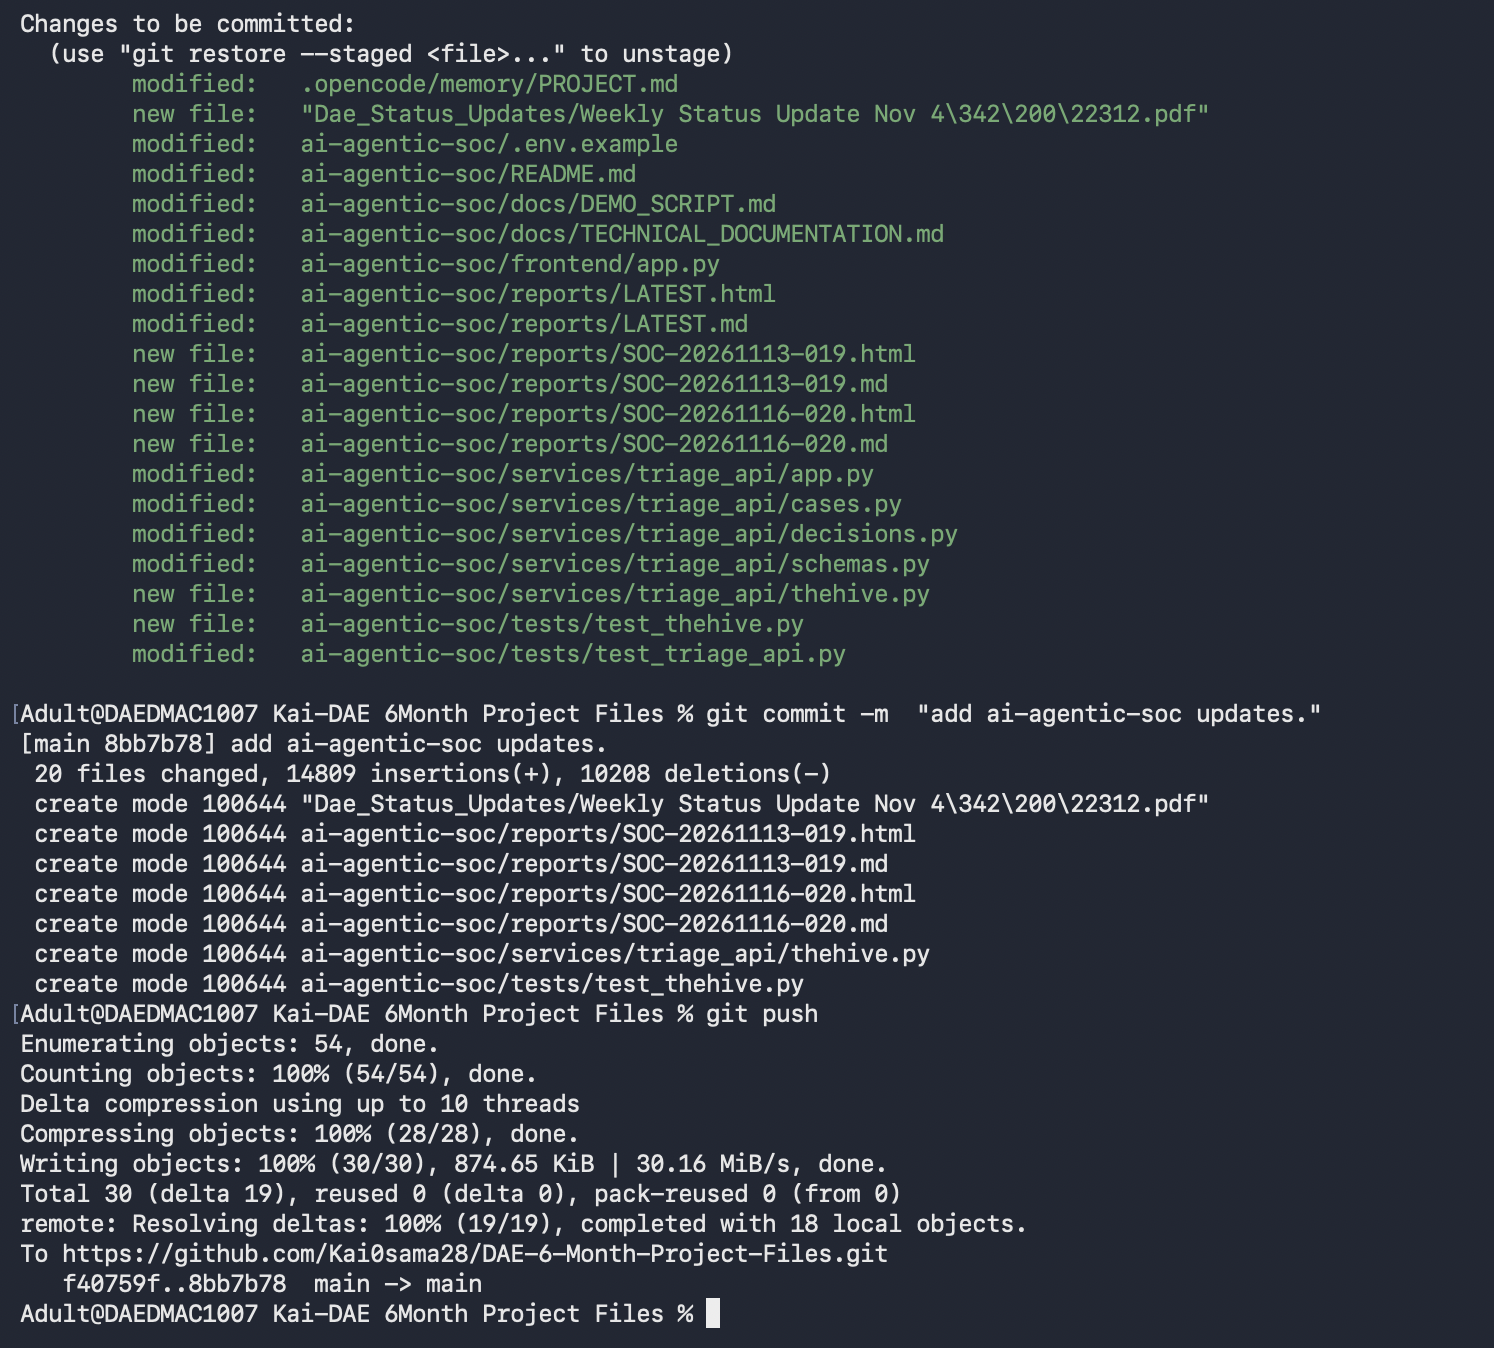 Changes to be committed:
  (use "git restore --staged <file>..." to unstage)
        modified:   .opencode/memory/PROJECT.md
        new file:   "Dae_Status_Updates/Weekly Status Update Nov 4\342\200\22312.pdf"
        modified:   ai-agentic-soc/.env.example
        modified:   ai-agentic-soc/README.md
        modified:   ai-agentic-soc/docs/DEMO_SCRIPT.md
        modified:   ai-agentic-soc/docs/TECHNICAL_DOCUMENTATION.md
        modified:   ai-agentic-soc/frontend/app.py
        modified:   ai-agentic-soc/reports/LATEST.html
        modified:   ai-agentic-soc/reports/LATEST.md
        new file:   ai-agentic-soc/reports/SOC-20261113-019.html
        new file:   ai-agentic-soc/reports/SOC-20261113-019.md
        new file:   ai-agentic-soc/reports/SOC-20261116-020.html
        new file:   ai-agentic-soc/reports/SOC-20261116-020.md
        modified:   ai-agentic-soc/services/triage_api/app.py
        modified:   ai-agentic-soc/services/triage_api/cases.py
        modified:   ai-agentic-soc/services/triage_api/decisions.py
        modified:   ai-agentic-soc/services/triage_api/schemas.py
        new file:   ai-agentic-soc/services/triage_api/thehive.py
        new file:   ai-agentic-soc/tests/test_thehive.py
        modified:   ai-agentic-soc/tests/test_triage_api.py

[Adult@DAEDMAC1007 Kai-DAE 6Month Project Files % git commit -m  "add ai-agentic-soc updates."
[main 8bb7b78] add ai-agentic-soc updates.
 20 files changed, 14809 insertions(+), 10208 deletions(-)
 create mode 100644 "Dae_Status_Updates/Weekly Status Update Nov 4\342\200\22312.pdf"
 create mode 100644 ai-agentic-soc/reports/SOC-20261113-019.html
 create mode 100644 ai-agentic-soc/reports/SOC-20261113-019.md
 create mode 100644 ai-agentic-soc/reports/SOC-20261116-020.html
 create mode 100644 ai-agentic-soc/reports/SOC-20261116-020.md
 create mode 100644 ai-agentic-soc/services/triage_api/thehive.py
 create mode 100644 ai-agentic-soc/tests/test_thehive.py
[Adult@DAEDMAC1007 Kai-DAE 6Month Project Files % git push
Enumerating objects: 54, done.
Counting objects: 100% (54/54), done.
Delta compression using up to 10 threads
Compressing objects: 100% (28/28), done.
Writing objects: 100% (30/30), 874.65 KiB | 30.16 MiB/s, done.
Total 30 (delta 19), reused 0 (delta 0), pack-reused 0 (from 0)
remote: Resolving deltas: 100% (19/19), completed with 18 local objects.
To https://github.com/Kai0sama28/DAE-6-Month-Project-Files.git
   f40759f..8bb7b78  main -> main
Adult@DAEDMAC1007 Kai-DAE 6Month Project Files %